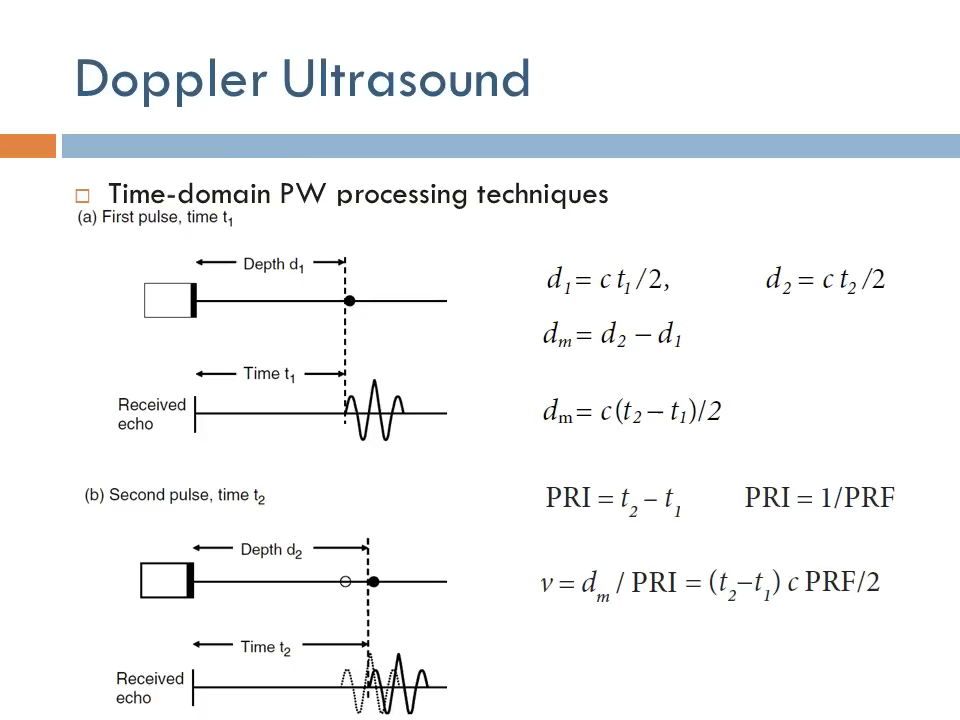 Doppler Ultrasound
Time-domain PW processing techniques
(a) First pulse, time t₁
Depth d₁
Time t₁
Received
echo
(b) Second pulse, time t₂
Depth d₂
Time t₂
Received
echo
d₁ = c t₁ / 2, d₂ = c t₂ /2
dₘ = d₂ – d₁
dₘ = c(t₂ – t₁)/2
PRI = t₂ – t₁ PRI = 1/PRF
v = dₘ / PRI = (t₂–t₁) c PRF/2